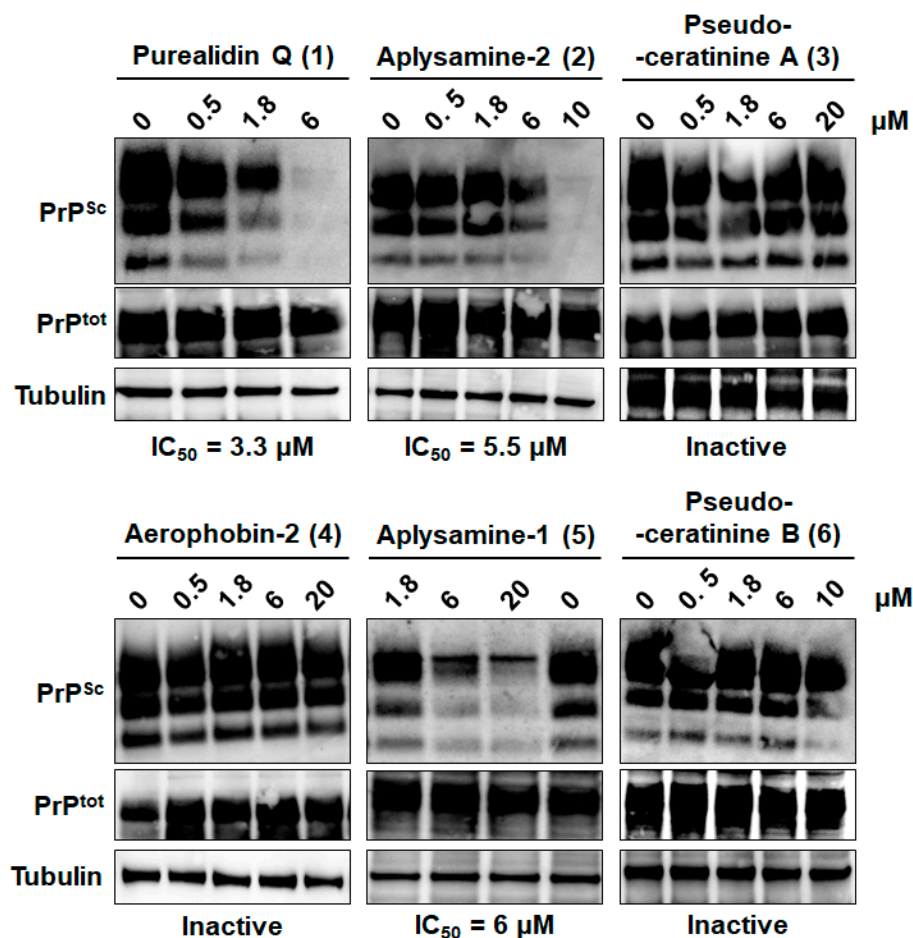 Purealidin Q (1) Aplysamine-2 (2) Pseudo-
-ceratinine A (3)
0 0.5 1.8 6 0 0.5 1.8 6 10 0 0.5 1.8 6 20 µM
PrPSc
PrPtot
Tubulin
IC50 = 3.3 µM IC50 = 5.5 µM Inactive
Aerophobin-2 (4) Aplysamine-1 (5) Pseudo-
-ceratinine B (6)
0 0.5 1.8 6 20 1.8 6 20 0 0 0.5 1.8 6 10 µM
PrPSc
PrPtot
Tubulin
Inactive IC50 = 6 µM Inactive